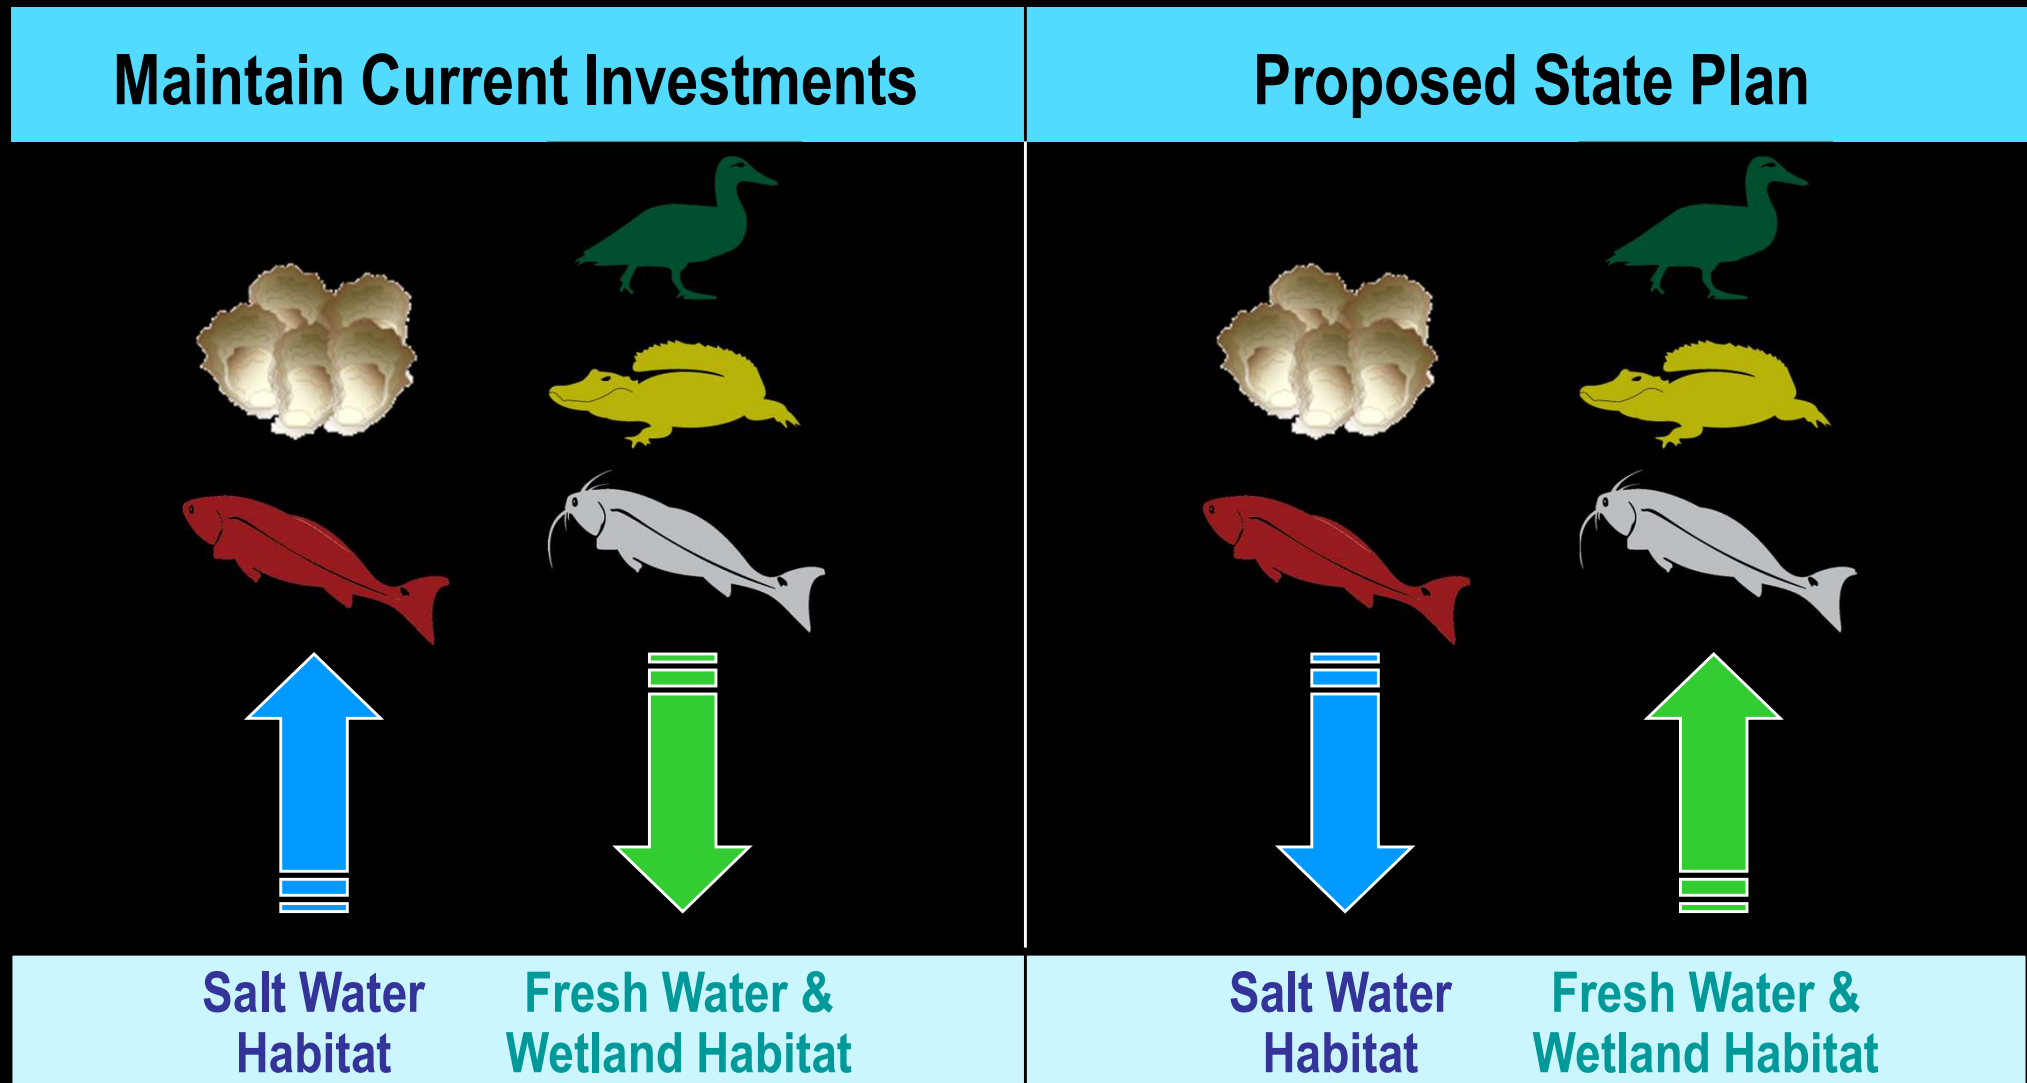 Maintain Current Investments
Proposed State Plan
Salt Water
Habitat
Fresh Water &
Wetland Habitat
Salt Water
Habitat
Fresh Water &
Wetland Habitat